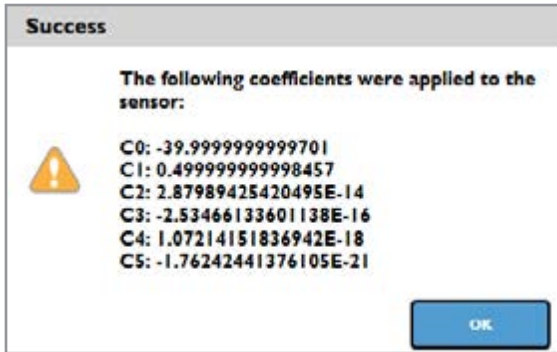 Success
The following coefficients were applied to the
sensor:
C0: -39.9999999999701
C1: 0.499999999998457
C2: 2.87989425420495E-14
C3: -2.53466133601138E-16
C4: 1.07214151836942E-18
C5: -1.76242441376105E-21
OK